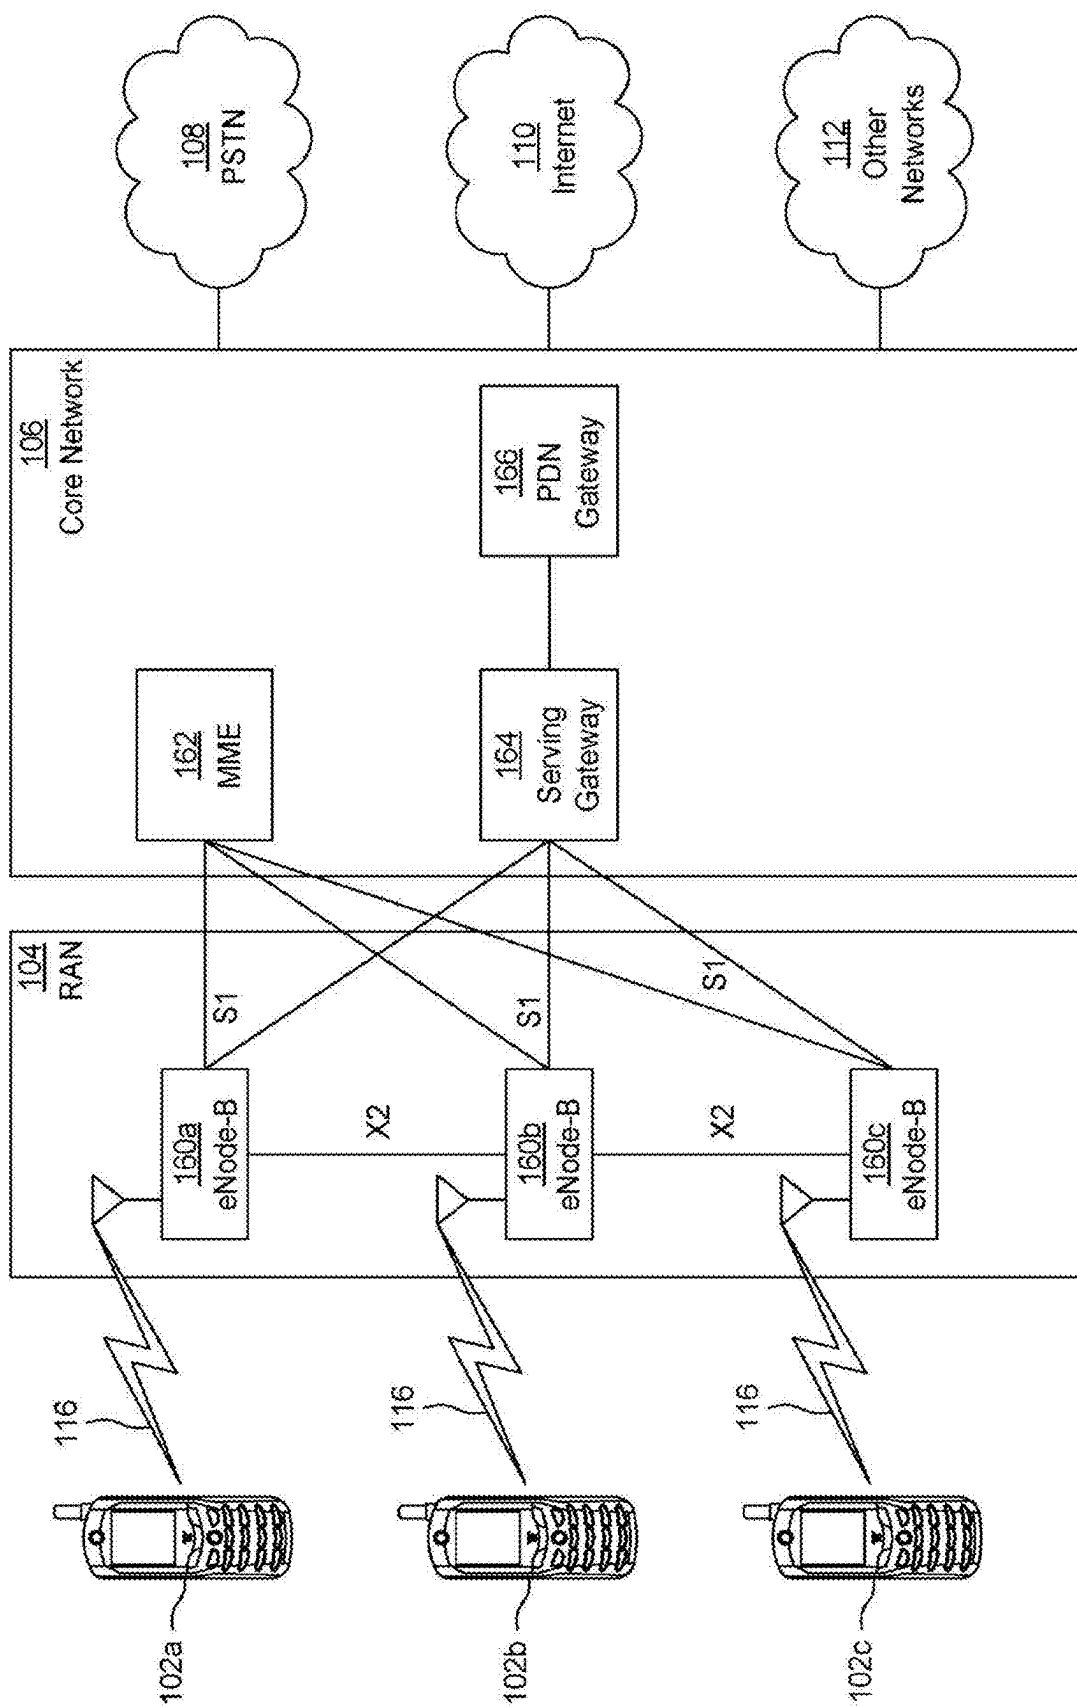 102a
116
160a
eNode-B
104
RAN
S1
X2
102b
116
160b
eNode-B
S1
X2
102c
116
160c
eNode-B
S1
106
Core Network
162
MME
164
Serving
Gateway
166
PDN
Gateway
108
PSTN
110
Internet
112
Other
Networks